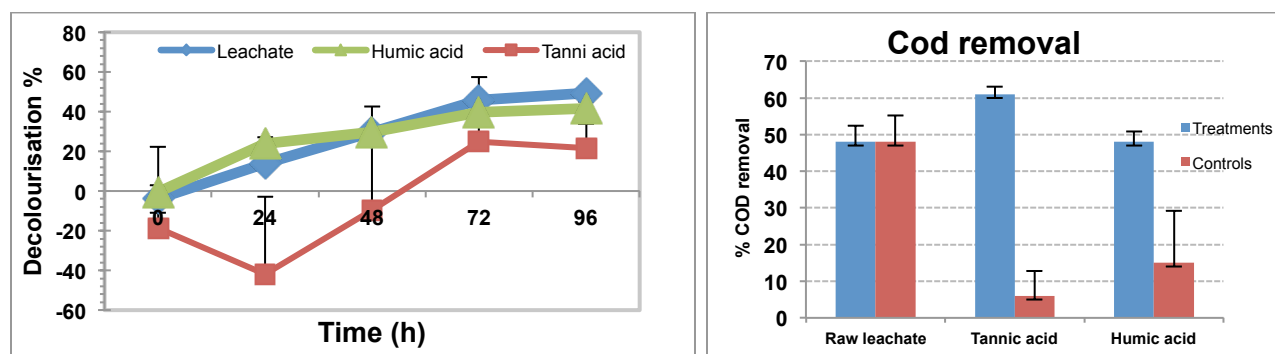 Leachate Humic acid Tanni acid
Decolourisation %
80
60
40
20
0
-20
-40
-60
0 24 48 72 96
Time (h)
Cod removal
% COD removal
70
60
50
40
30
20
10
0
Treatments
Controls
Raw leachate Tannic acid Humic acid